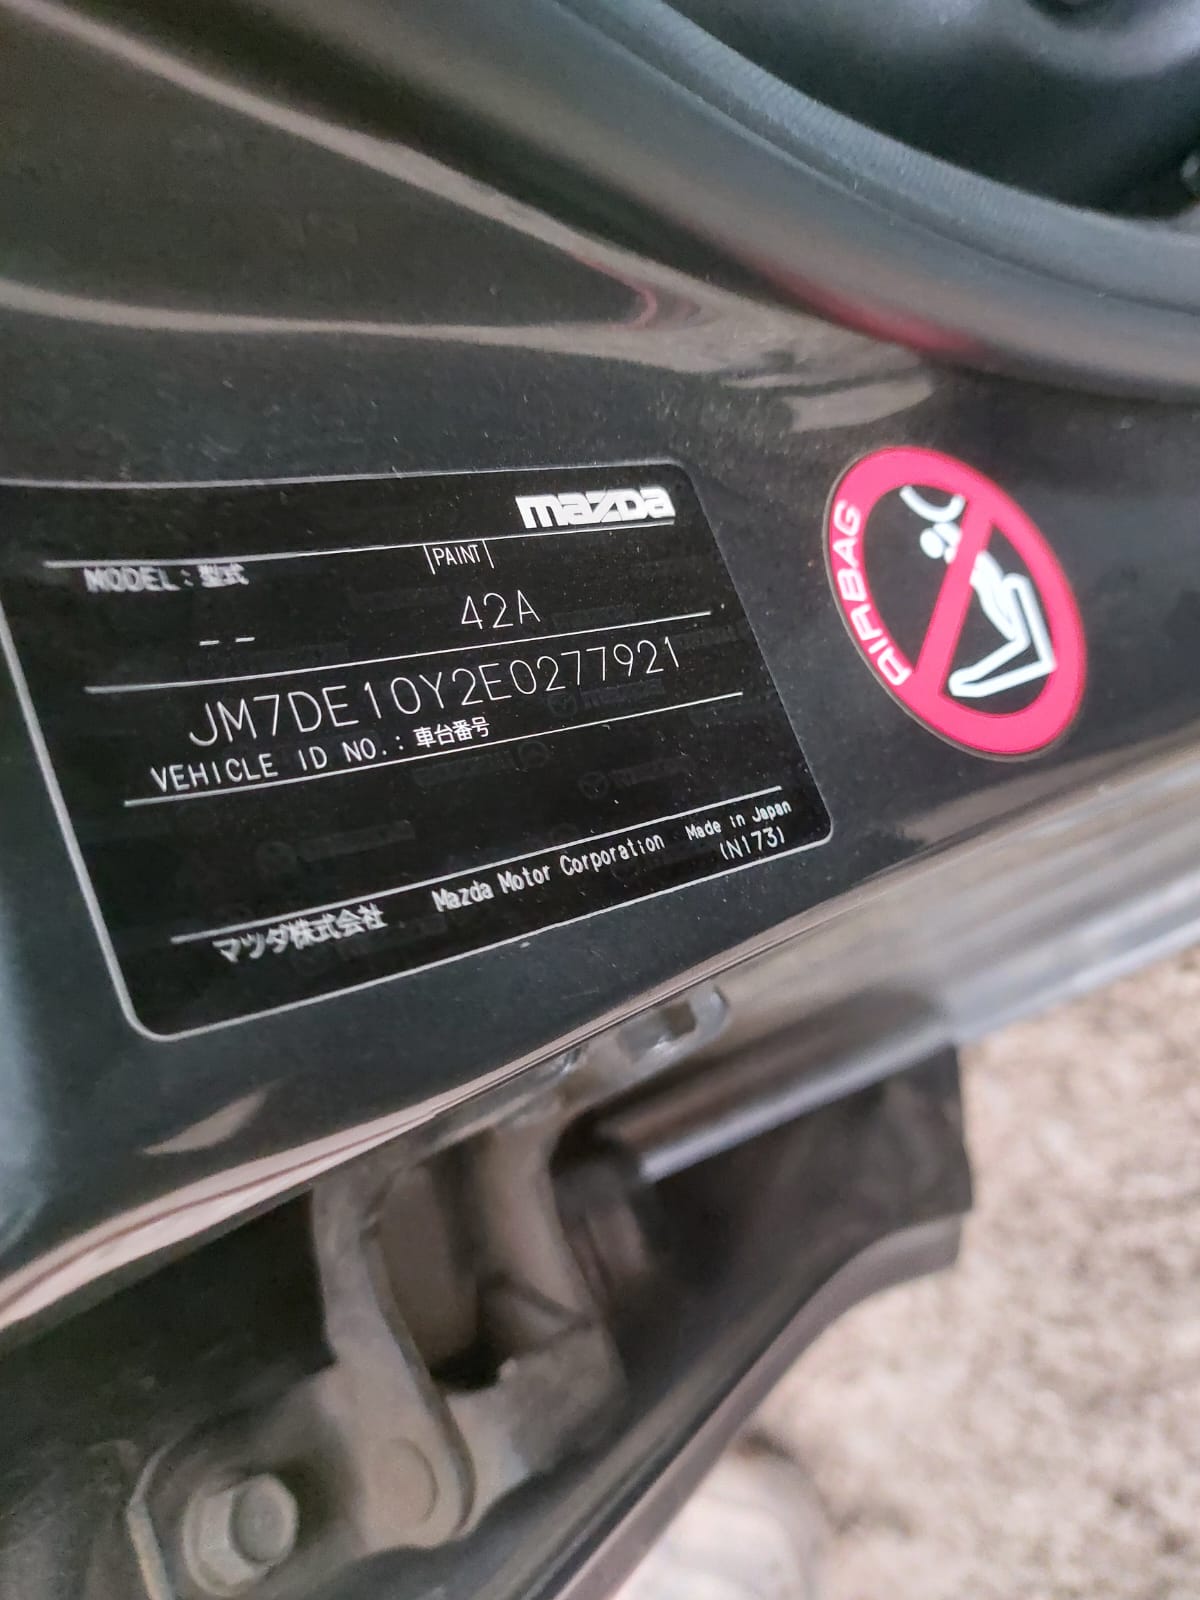 mazda
MODEL：型式 PAINT
-- 42A
JM7DE10Y2E0277921
VEHICLE ID NO.：車台番号
マツダ株式会社 Mazda Motor Corporation Made in Japan
(N173)
AIRBAG